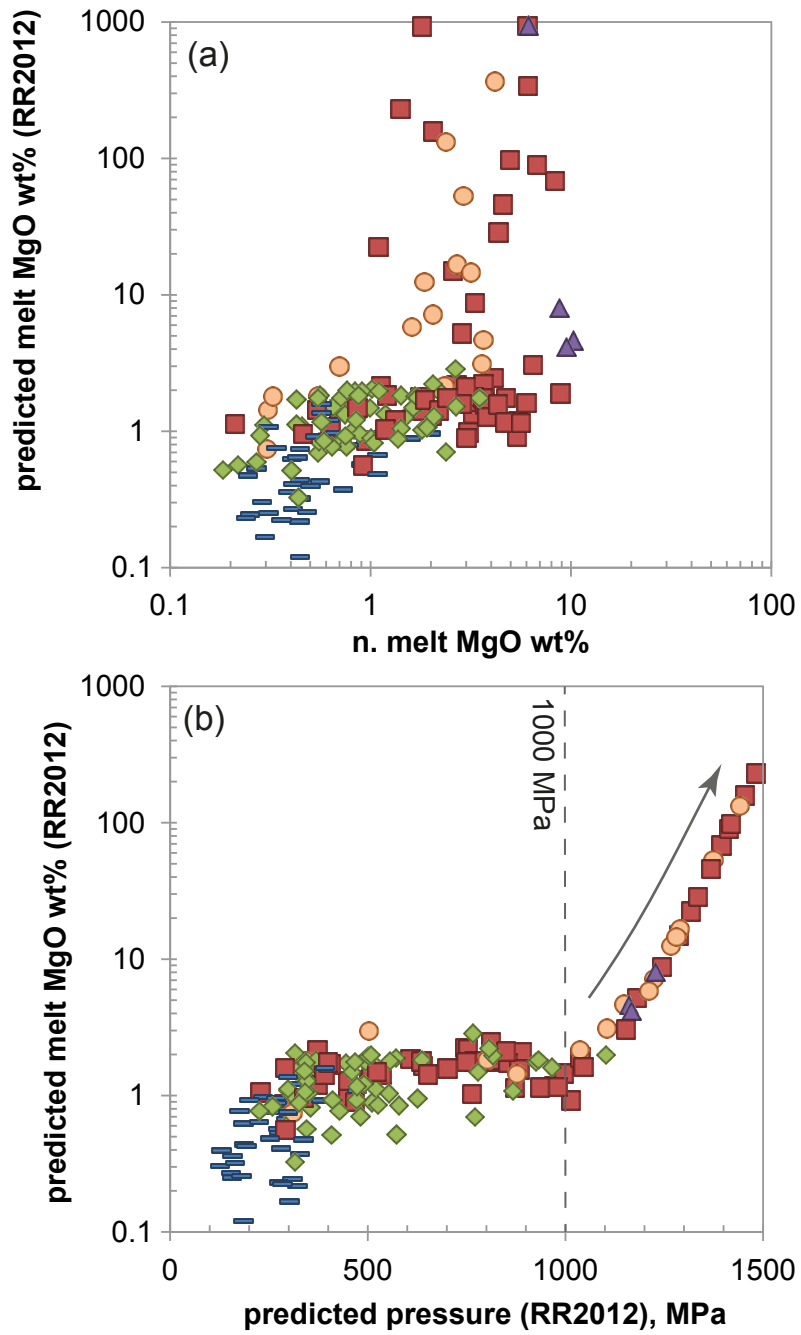 (a)
predicted melt MgO wt% (RR2012)
1000
100
10
1
0.1
0.1 1 10 100
n. melt MgO wt%
(b)
predicted melt MgO wt% (RR2012)
1000
100
10
1
0.1
1000 MPa
0 500 1000 1500
predicted pressure (RR2012), MPa